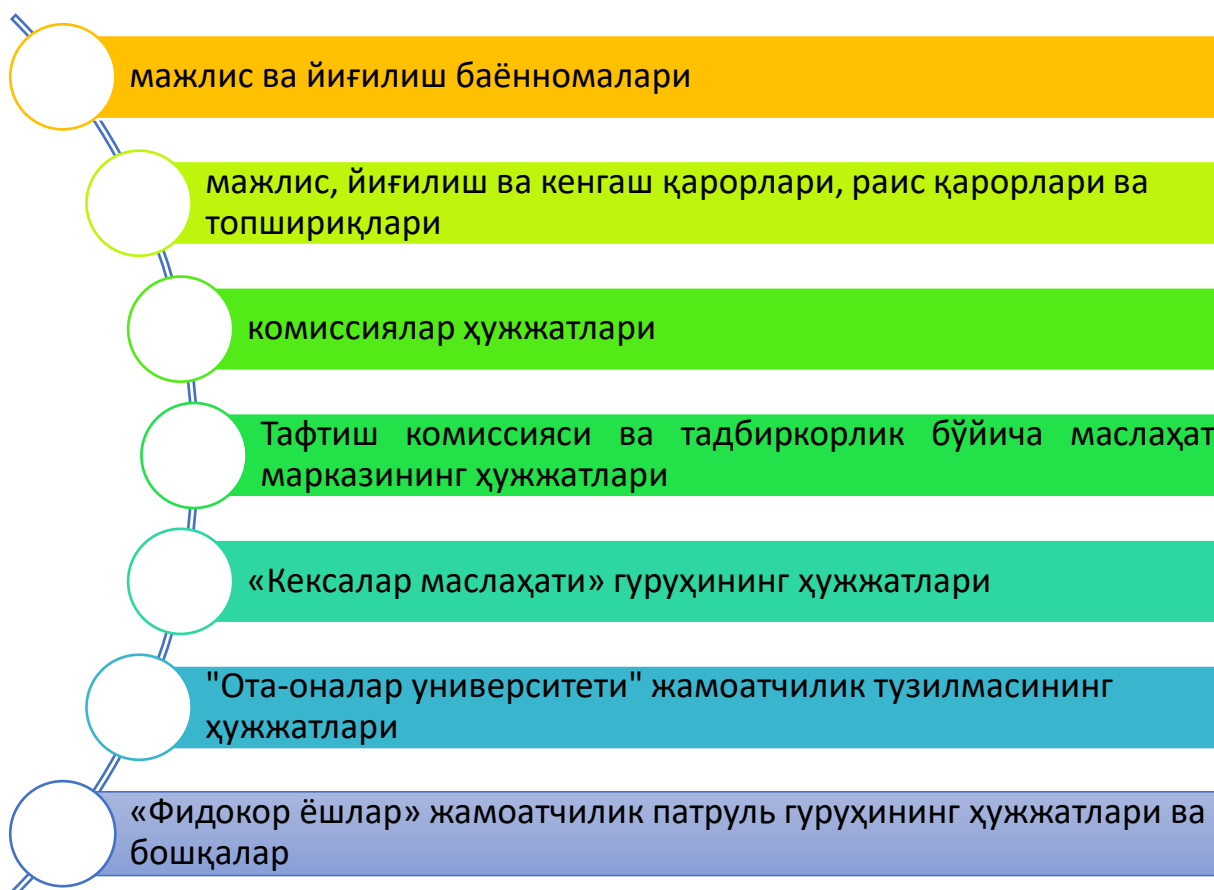 мажлис ва йиғилиш баённомалари
мажлис, йиғилиш ва кенгаш қарорлари, раис қарорлари ва
топшириқлари
комиссиялар ҳужжатлари
Тафтиш комиссияси ва тадбиркорлик бўйича маслаҳат
марказининг ҳужжатлари
«Кексалар маслаҳати» гуруҳининг ҳужжатлари
"Ота-оналар университети" жамоатчилик тузилмасининг
ҳужжатлари
«Фидокор ёшлар» жамоатчилик патруль гуруҳининг ҳужжатлари ва
бошқалар